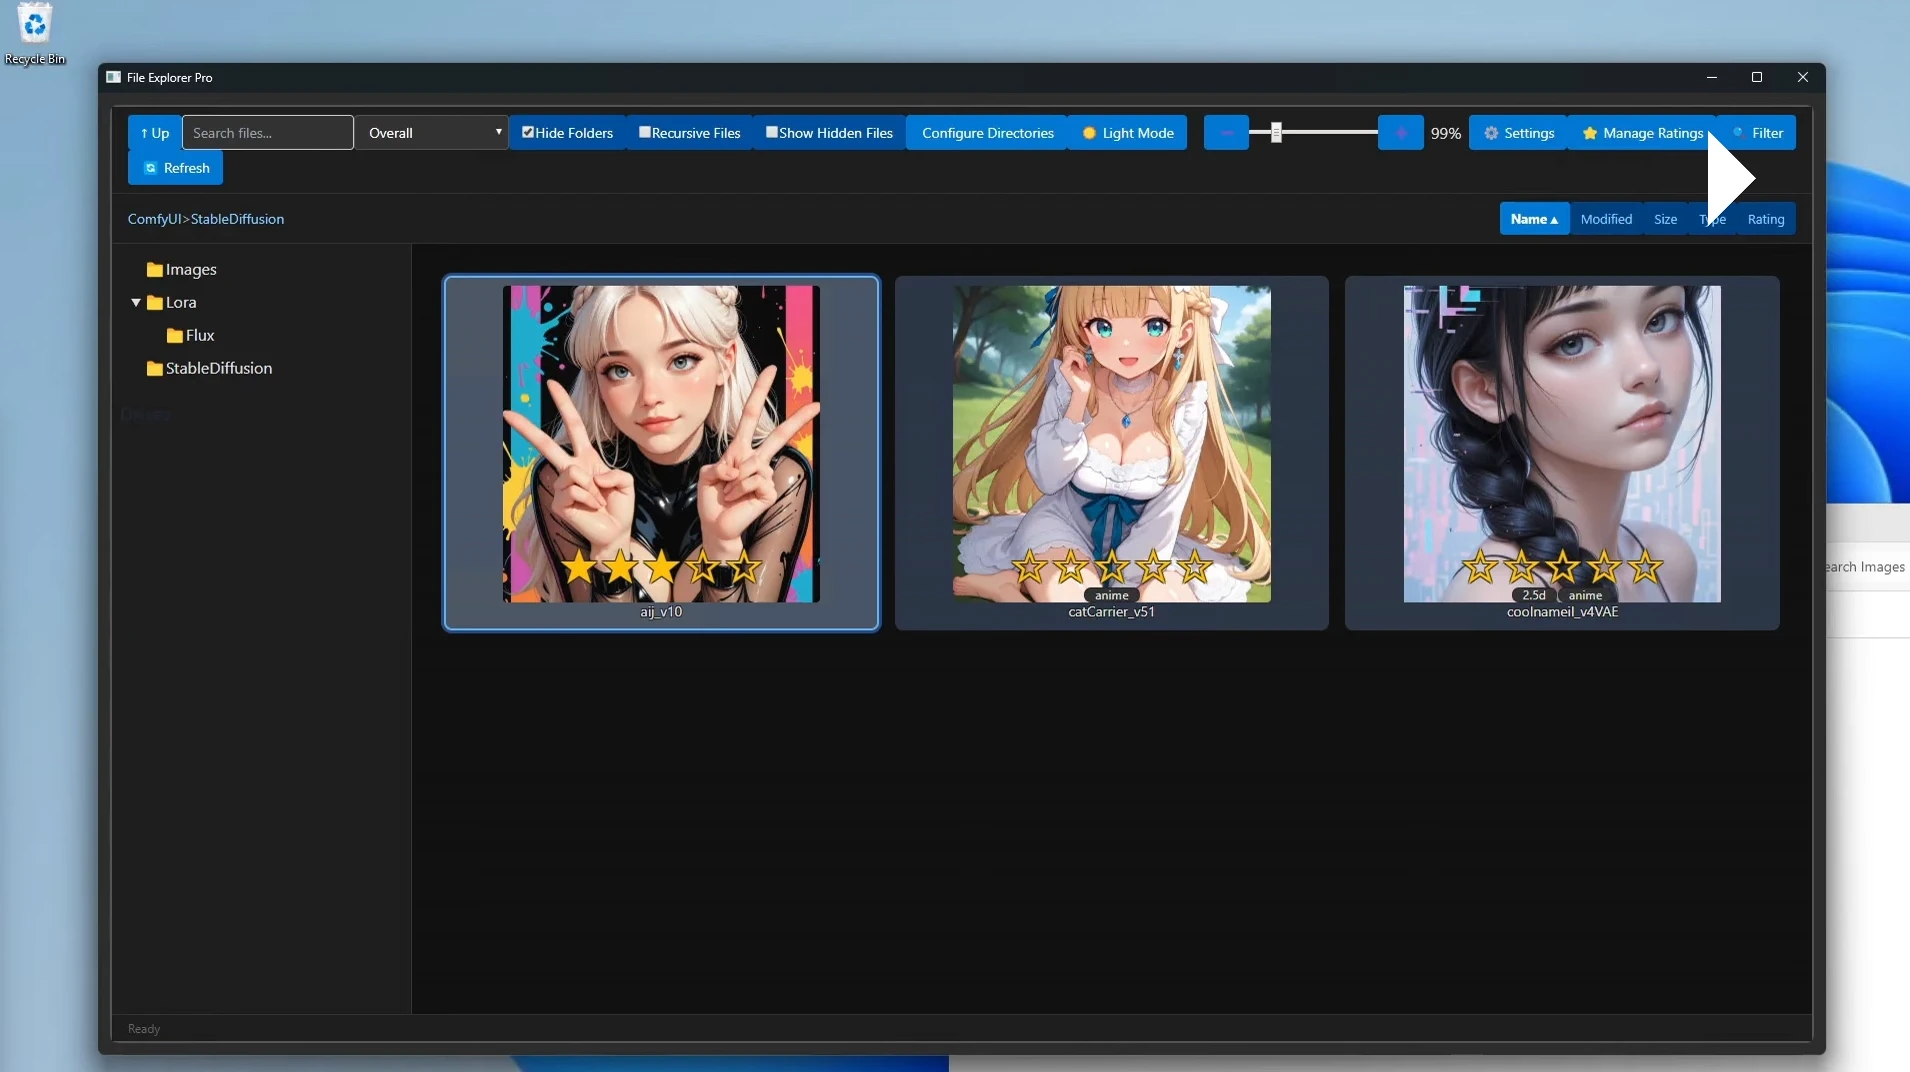 Recycle Bin
File Explorer Pro
↑ Up
Search files...
Overall
Hide Folders
Recursive Files
Show Hidden Files
Configure Directories
Light Mode
99%
Settings
Manage Ratings
Filter
Refresh
ComfyUI>StableDiffusion
Name▲
Modified
Size
Type
Rating
Images
Lora
Flux
StableDiffusion
aij_v10
anime
catCarrier_v51
2.5d anime
coolnameil_v4VAE
earch Images
Ready